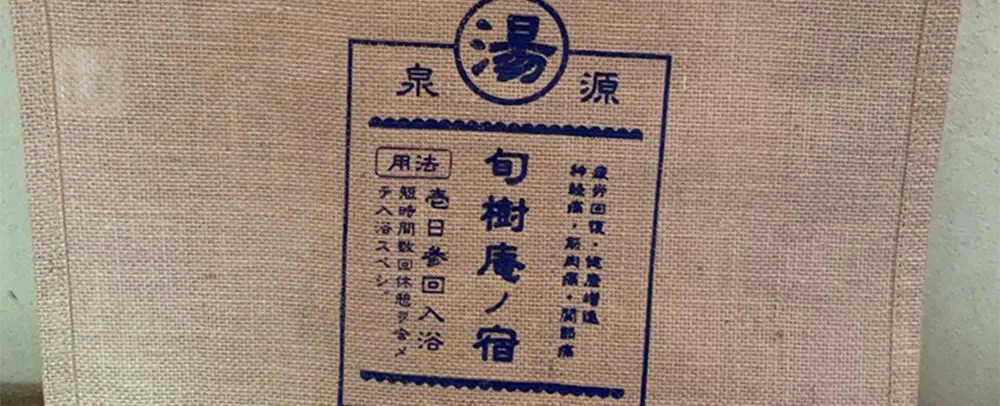 湯
源泉
疲労回復・健康増進
神経痛・筋肉痛・関節痛
旬樹庵ノ宿
用法
壱日参回入浴
短時間数回休憩ヲ含メ
テ入浴スベシ。